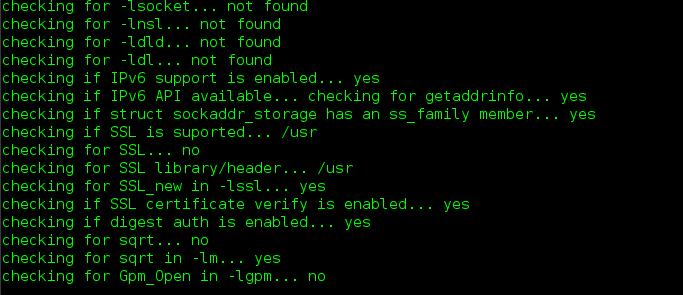 checking for -lsocket... not found
checking for -lnsl... not found
checking for -ldld... not found
checking for -ldl... not found
checking if IPv6 support is enabled... yes
checking if IPv6 API available... checking for getaddrinfo... yes
checking if struct sockaddr_storage has an ss_family member... yes
checking if SSL is suported... /usr
checking for SSL... no
checking for SSL library/header... /usr
checking for SSL_new in -lssl... yes
checking if SSL certificate verify is enabled... yes
checking if digest auth is enabled... yes
checking for sqrt... no
checking for sqrt in -lm... yes
checking for Gpm_Open in -lgpm... no